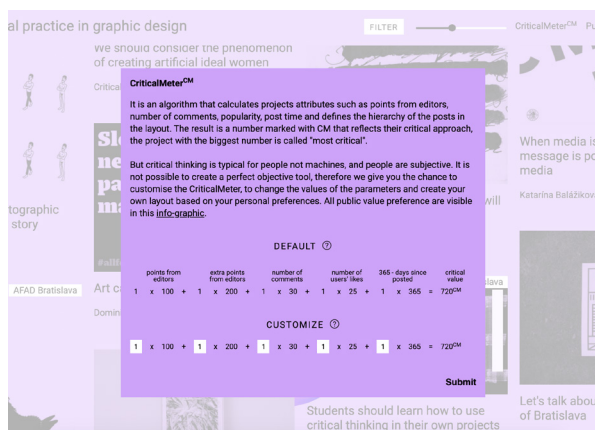 al practice in graphic design
FILTER
CriticalMeterCM
We should consider the phenomenon
of creating artificial ideal women
CriticalMeterCM
It is an algorithm that calculates projects attributes such as points from editors,
number of comments, popularity, post time and defines the hierarchy of the posts in
the layout. The result is a number marked with CM that reflects their critical approach,
the project with the biggest number is called "most critical".
But critical thinking is typical for people not machines, and people are subjective. It is
not possible to create a perfect objective tool, therefore we give you the chance to
customise the CriticalMeter, to change the values of the parameters and create your
own layout based on your personal preferences. All public value preference are visible
in this info-graphic.
DEFAULT ?
points from editors extra points from editors number of comments number of users' likes 365 - days since posted critical value
1 x 100 + 1 x 200 + 1 x 30 + 1 x 25 + 1 x 365 = 720CM
CUSTOMIZE ?
1 x 100 + 1 x 200 + 1 x 30 + 1 x 25 + 1 x 365 = 720CM
Submit
tographic
story
AFAD Bratislava
will
When media is
message is po
media
Katarína Balážikov
Students should learn how to use
critical thinking in their own projects
Let's talk abou
of Bratislava